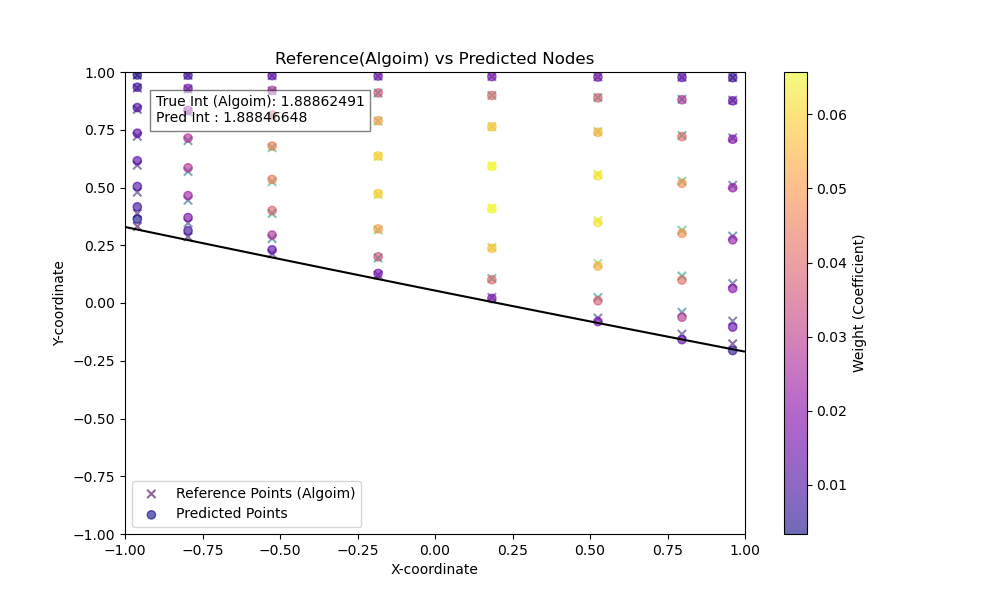 Reference(Algoim) vs Predicted Nodes
True Int (Algoim): 1.88862491
Pred Int : 1.88846648
1.00
0.75
0.50
0.25
0.00
−0.25
−0.50
−0.75
−1.00
Y-coordinate
Reference Points (Algoim)
Predicted Points
−1.00 −0.75 −0.50 −0.25 0.00 0.25 0.50 0.75 1.00
X-coordinate
0.06
0.05
0.04
0.03
0.02
0.01
Weight (Coefficient)